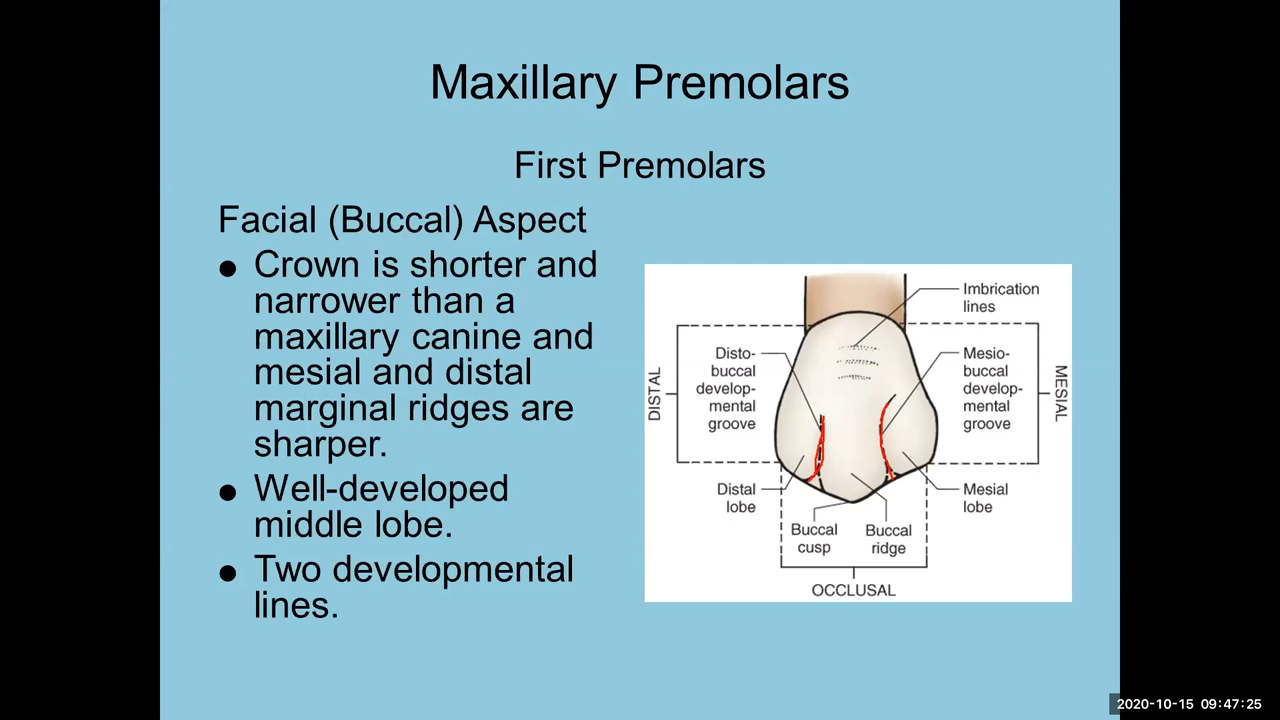 Maxillary Premolars
First Premolars
Facial (Buccal) Aspect
● Crown is shorter and
narrower than a
maxillary canine and
mesial and distal
marginal ridges are
sharper.
● Well-developed
middle lobe.
● Two developmental
lines.
Imbrication
lines
Disto-
buccal
develop-
mental
groove
Mesio-
buccal
develop-
mental
groove
DISTAL
MESIAL
Distal
lobe
Mesial
lobe
Buccal
cusp
Buccal
ridge
OCCLUSAL
2020-10-15 09:47:25